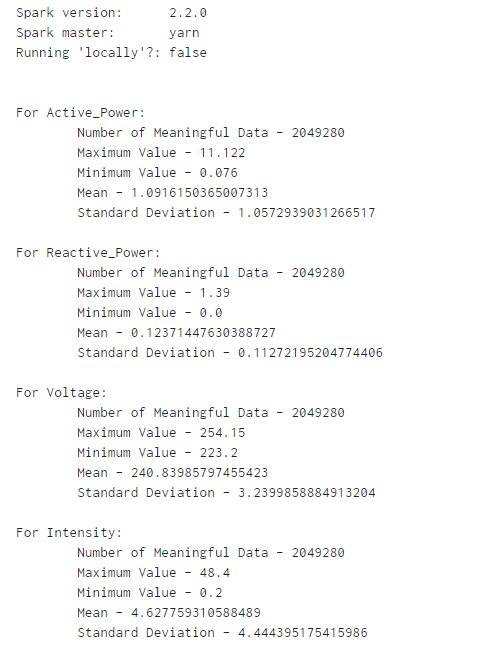 Spark version:      2.2.0
Spark master:       yarn
Running 'locally'?: false
For Active_Power:
Number of Meaningful Data - 2049280
Maximum Value - 11.122
Minimum Value - 0.076
Mean - 1.0916150365007313
Standard Deviation - 1.0572939031266517
For Reactive_Power:
Number of Meaningful Data - 2049280
Maximum Value - 1.39
Minimum Value - 0.0
Mean - 0.12371447630388727
Standard Deviation - 0.11272195204774406
For Voltage:
Number of Meaningful Data - 2049280
Maximum Value - 254.15
Minimum Value - 223.2
Mean - 240.83985797455423
Standard Deviation - 3.2399858884913204
For Intensity:
Number of Meaningful Data - 2049280
Maximum Value - 48.4
Minimum Value - 0.2
Mean - 4.627759310588489
Standard Deviation - 4.444395175415986